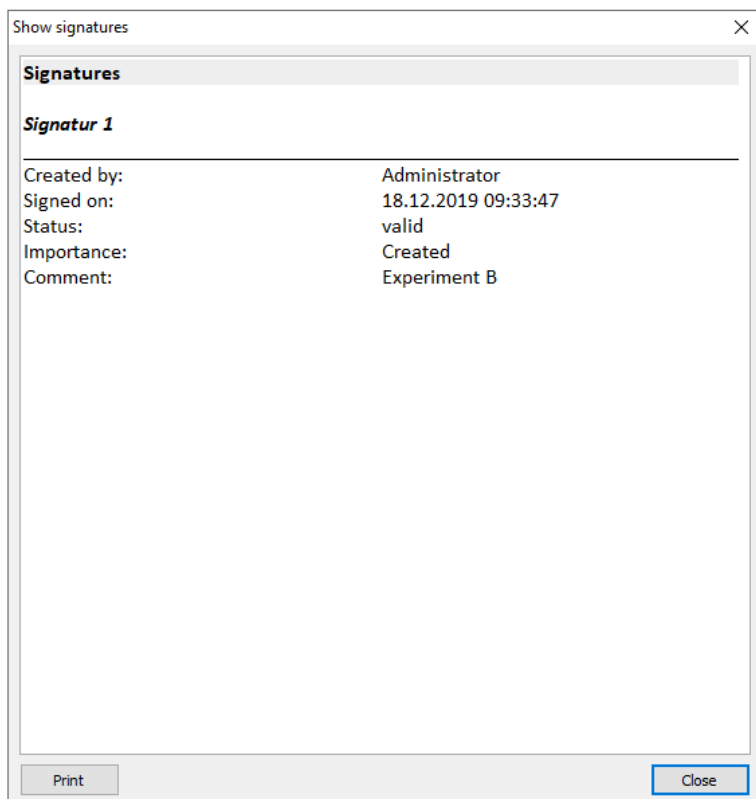 Show signatures
Signatures
Signatur 1
Created by: Administrator
Signed on: 18.12.2019 09:33:47
Status: valid
Importance: Created
Comment: Experiment B
Print Close